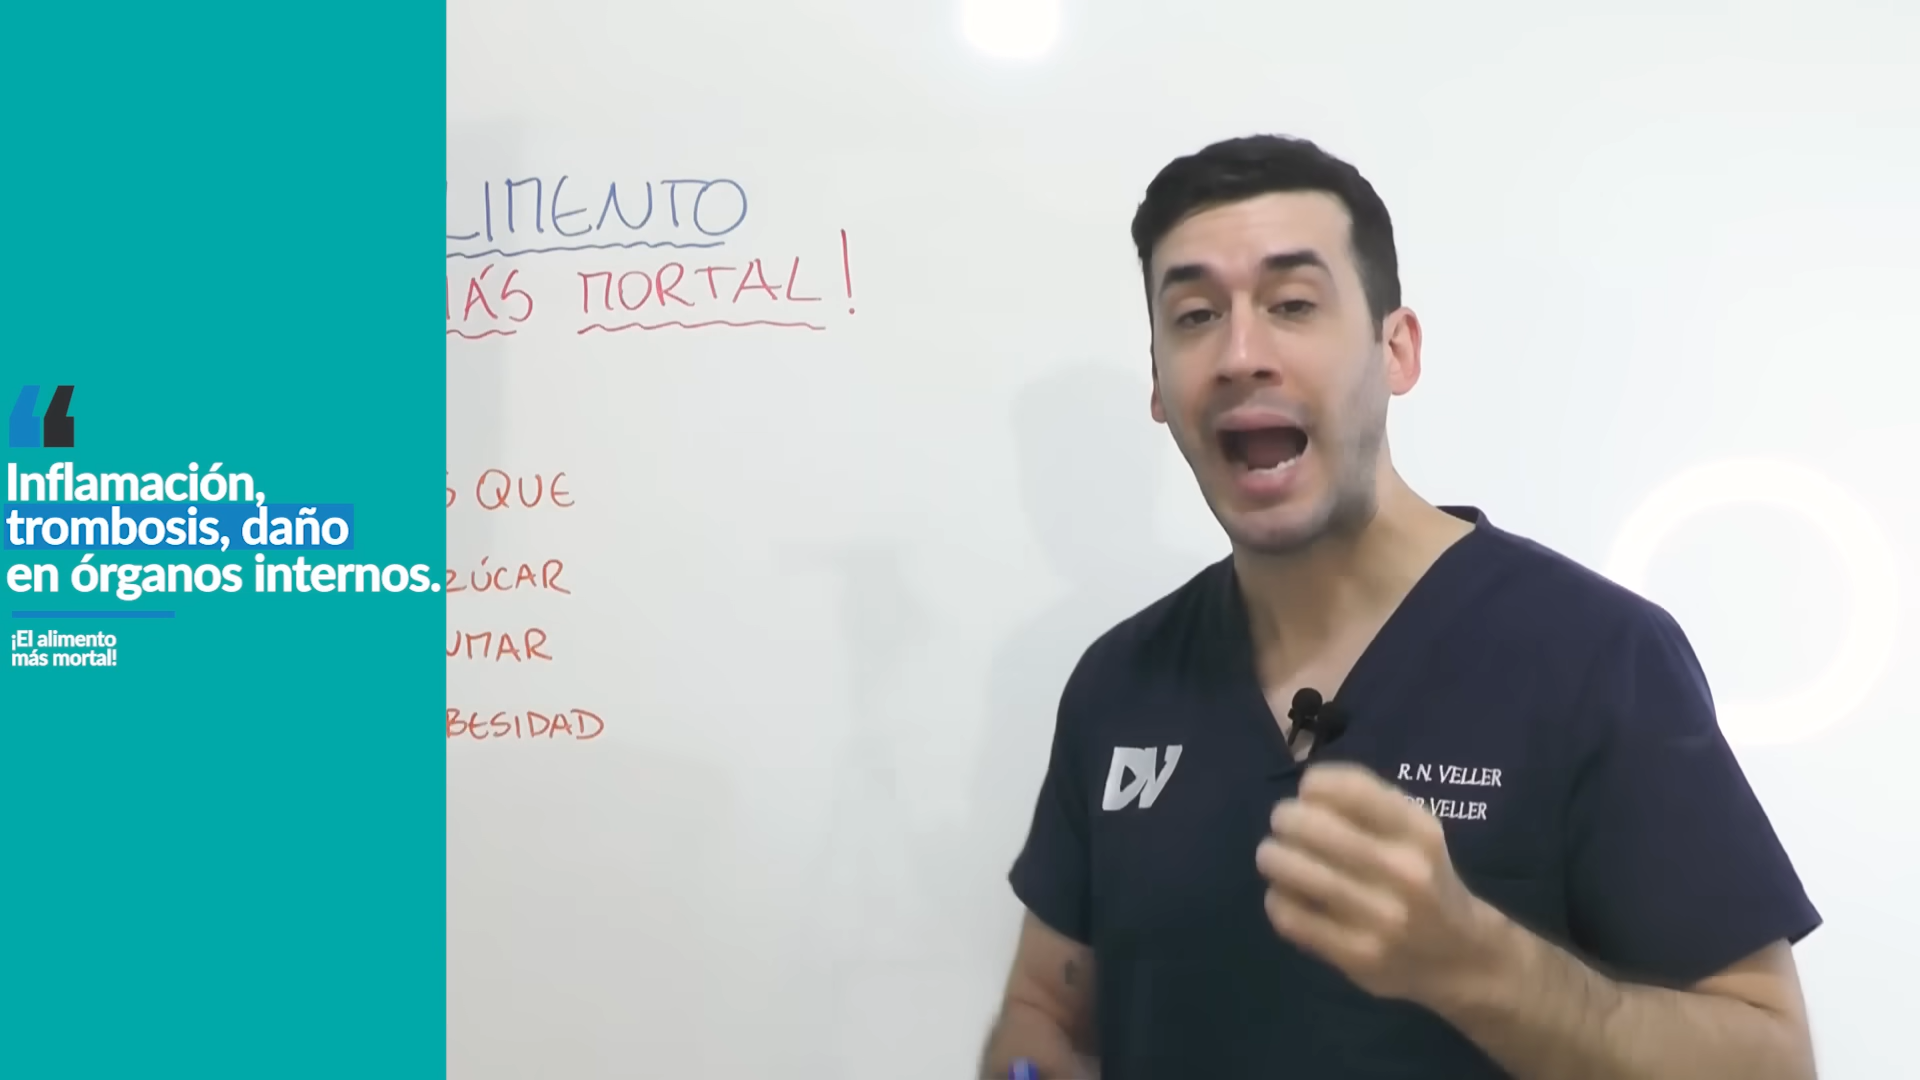 Inflamación,
trombosis, daño
en órganos internos.
¡El alimento
más mortal!
LIMENTO
ÁS MORTAL!
QUE
ZÚCAR
UMAR
BESIDAD
DV
R. N. VELLER
VELLER